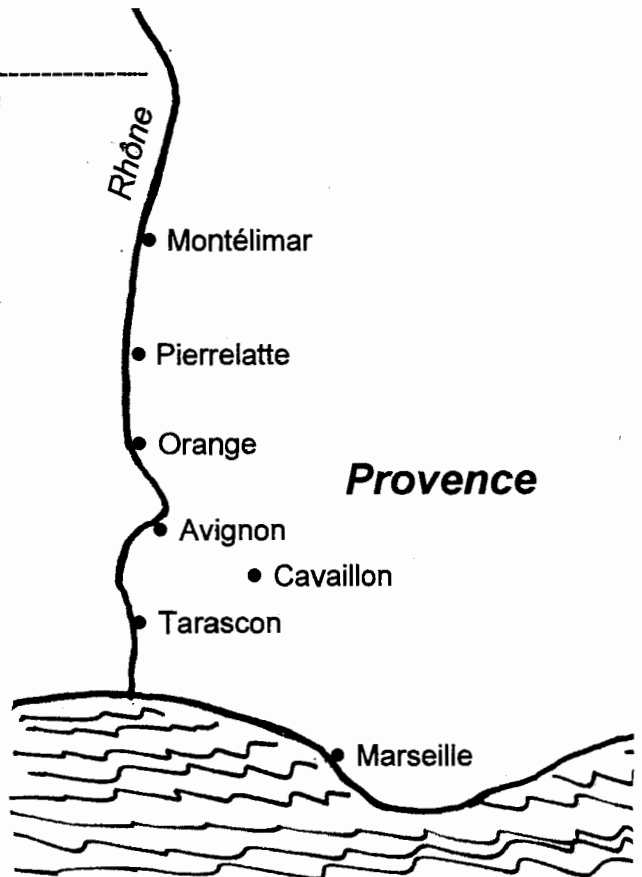 Rhône
Montélimar
Pierrelatte
Orange
Provence
Avignon
Cavaillon
Tarascon
Marseille